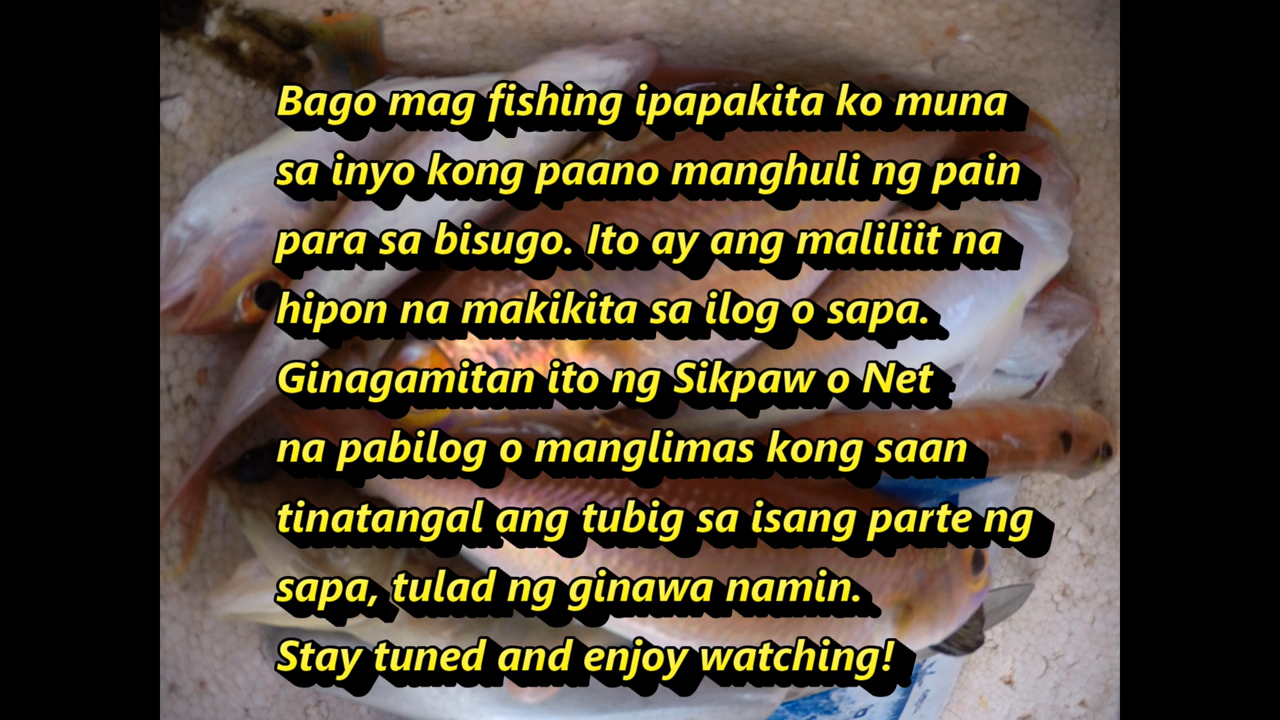 Bago mag fishing ipapakita ko muna
sa inyo kong paano manghuli ng pain
para sa bisugo. Ito ay ang maliliit na
hipon na makikita sa ilog o sapa.
Ginagamitan ito ng Sikpaw o Net
na pabilog o manglimas kong saan
tinatangal ang tubig sa isang parte ng
sapa, tulad ng ginawa namin.
Stay tuned and enjoy watching!